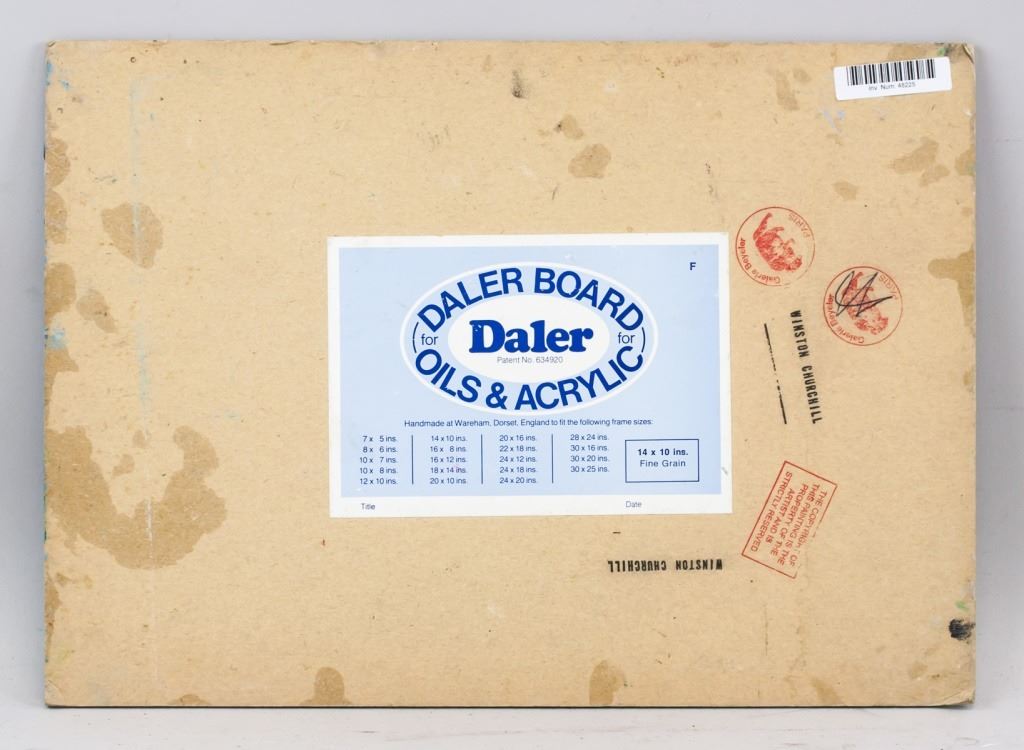 Inv. Num. 48225
F
DALER BOARD
for Daler for
Patent No. 634920
OILS & ACRYLIC
Handmade at Wareham, Dorset, England to fit the following frame sizes:
7 x 5 ins. 14 x 10 ins. 20 x 16 ins. 28 x 24 ins.
8 x 6 ins. 16 x 8 ins. 22 x 18 ins. 30 x 16 ins.
10 x 7 ins. 16 x 12 ins. 24 x 12 ins. 30 x 20 ins.
10 x 8 ins. 18 x 14 ins. 24 x 18 ins. 30 x 25 ins.
12 x 10 ins. 20 x 10 ins. 24 x 20 ins.
14 x 10 ins.
Fine Grain
Title Date
Galerie Beyeler PARIS
Galerie Beyeler PARIS
WINSTON CHURCHILL
THE COPYRIGHT OF
THIS PAINTING IS THE
PROPERTY OF THE
ARTIST AND IS
STRICTLY RESERVED
WINSTON CHURCHILL